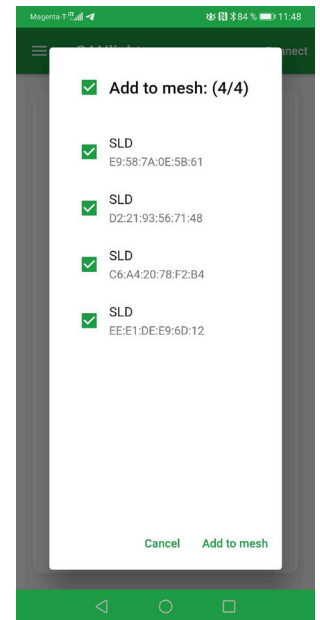 Magenta-T- 84 % 11:48
Add to mesh: (4/4)
SLD
E9:58:7A:0E:5B:61
SLD
D2:21:93:56:71:48
SLD
C6:A4:20:78:F2:B4
SLD
EE:E1:DE:E9:6D:12
Cancel Add to mesh